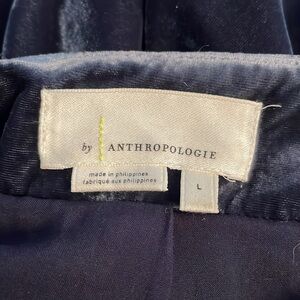 by ANTHROPOLOGIE
made in philippines
fabriqué aux philippines
L